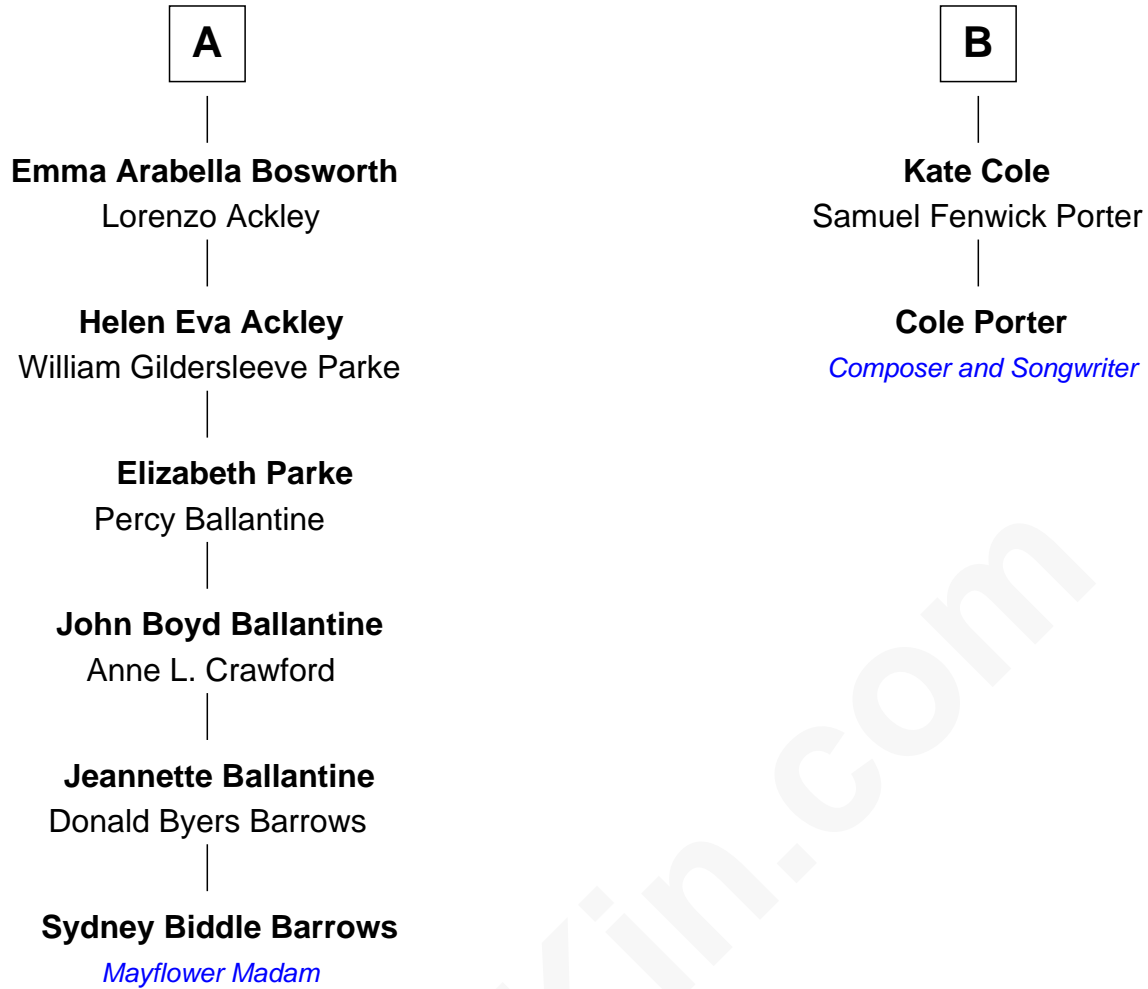 A
Emma Arabella Bosworth
Lorenzo Ackley
Helen Eva Ackley
William Gildersleeve Parke
Elizabeth Parke
Percy Ballantine
John Boyd Ballantine
Anne L. Crawford
Jeannette Ballantine
Donald Byers Barrows
Sydney Biddle Barrows
Mayflower Madam
B
Kate Cole
Samuel Fenwick Porter
Cole Porter
Composer and Songwriter
Kin.com